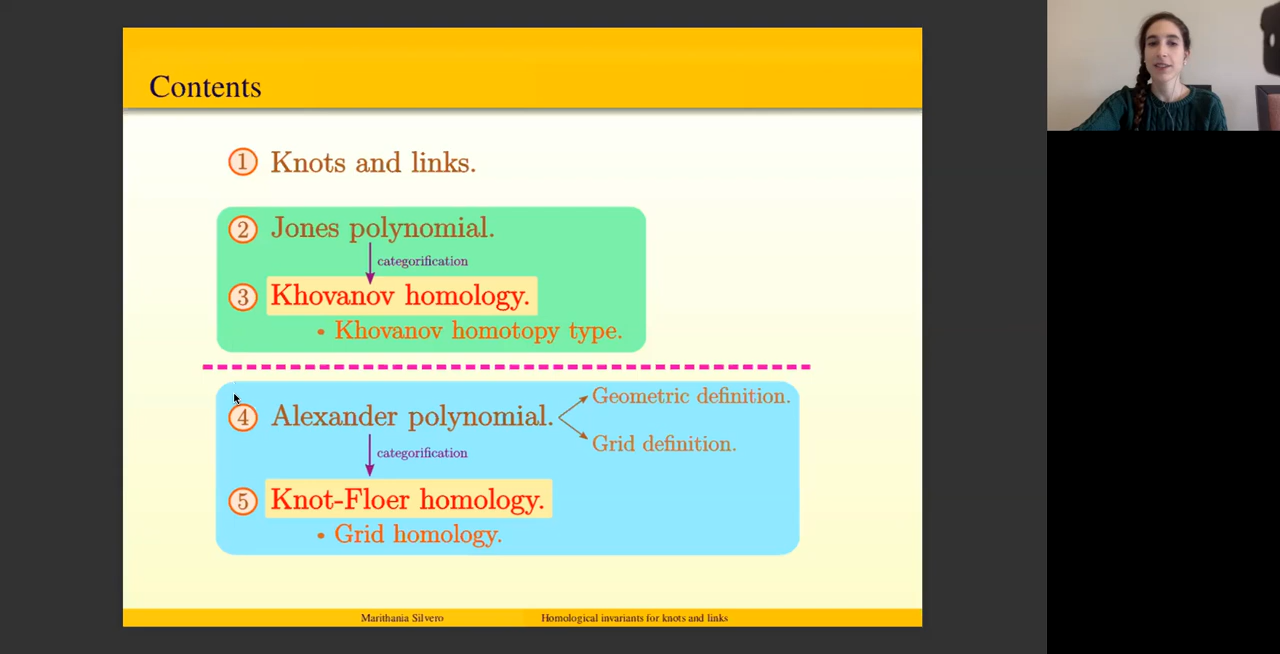 Contents
1 Knots and links.
2 Jones polynomial.
categorification
3 Khovanov homology.
• Khovanov homotopy type.
4 Alexander polynomial.
Geometric definition.
Grid definition.
categorification
5 Knot-Floer homology.
• Grid homology.
Marithania Silvero Homological invariants for knots and links